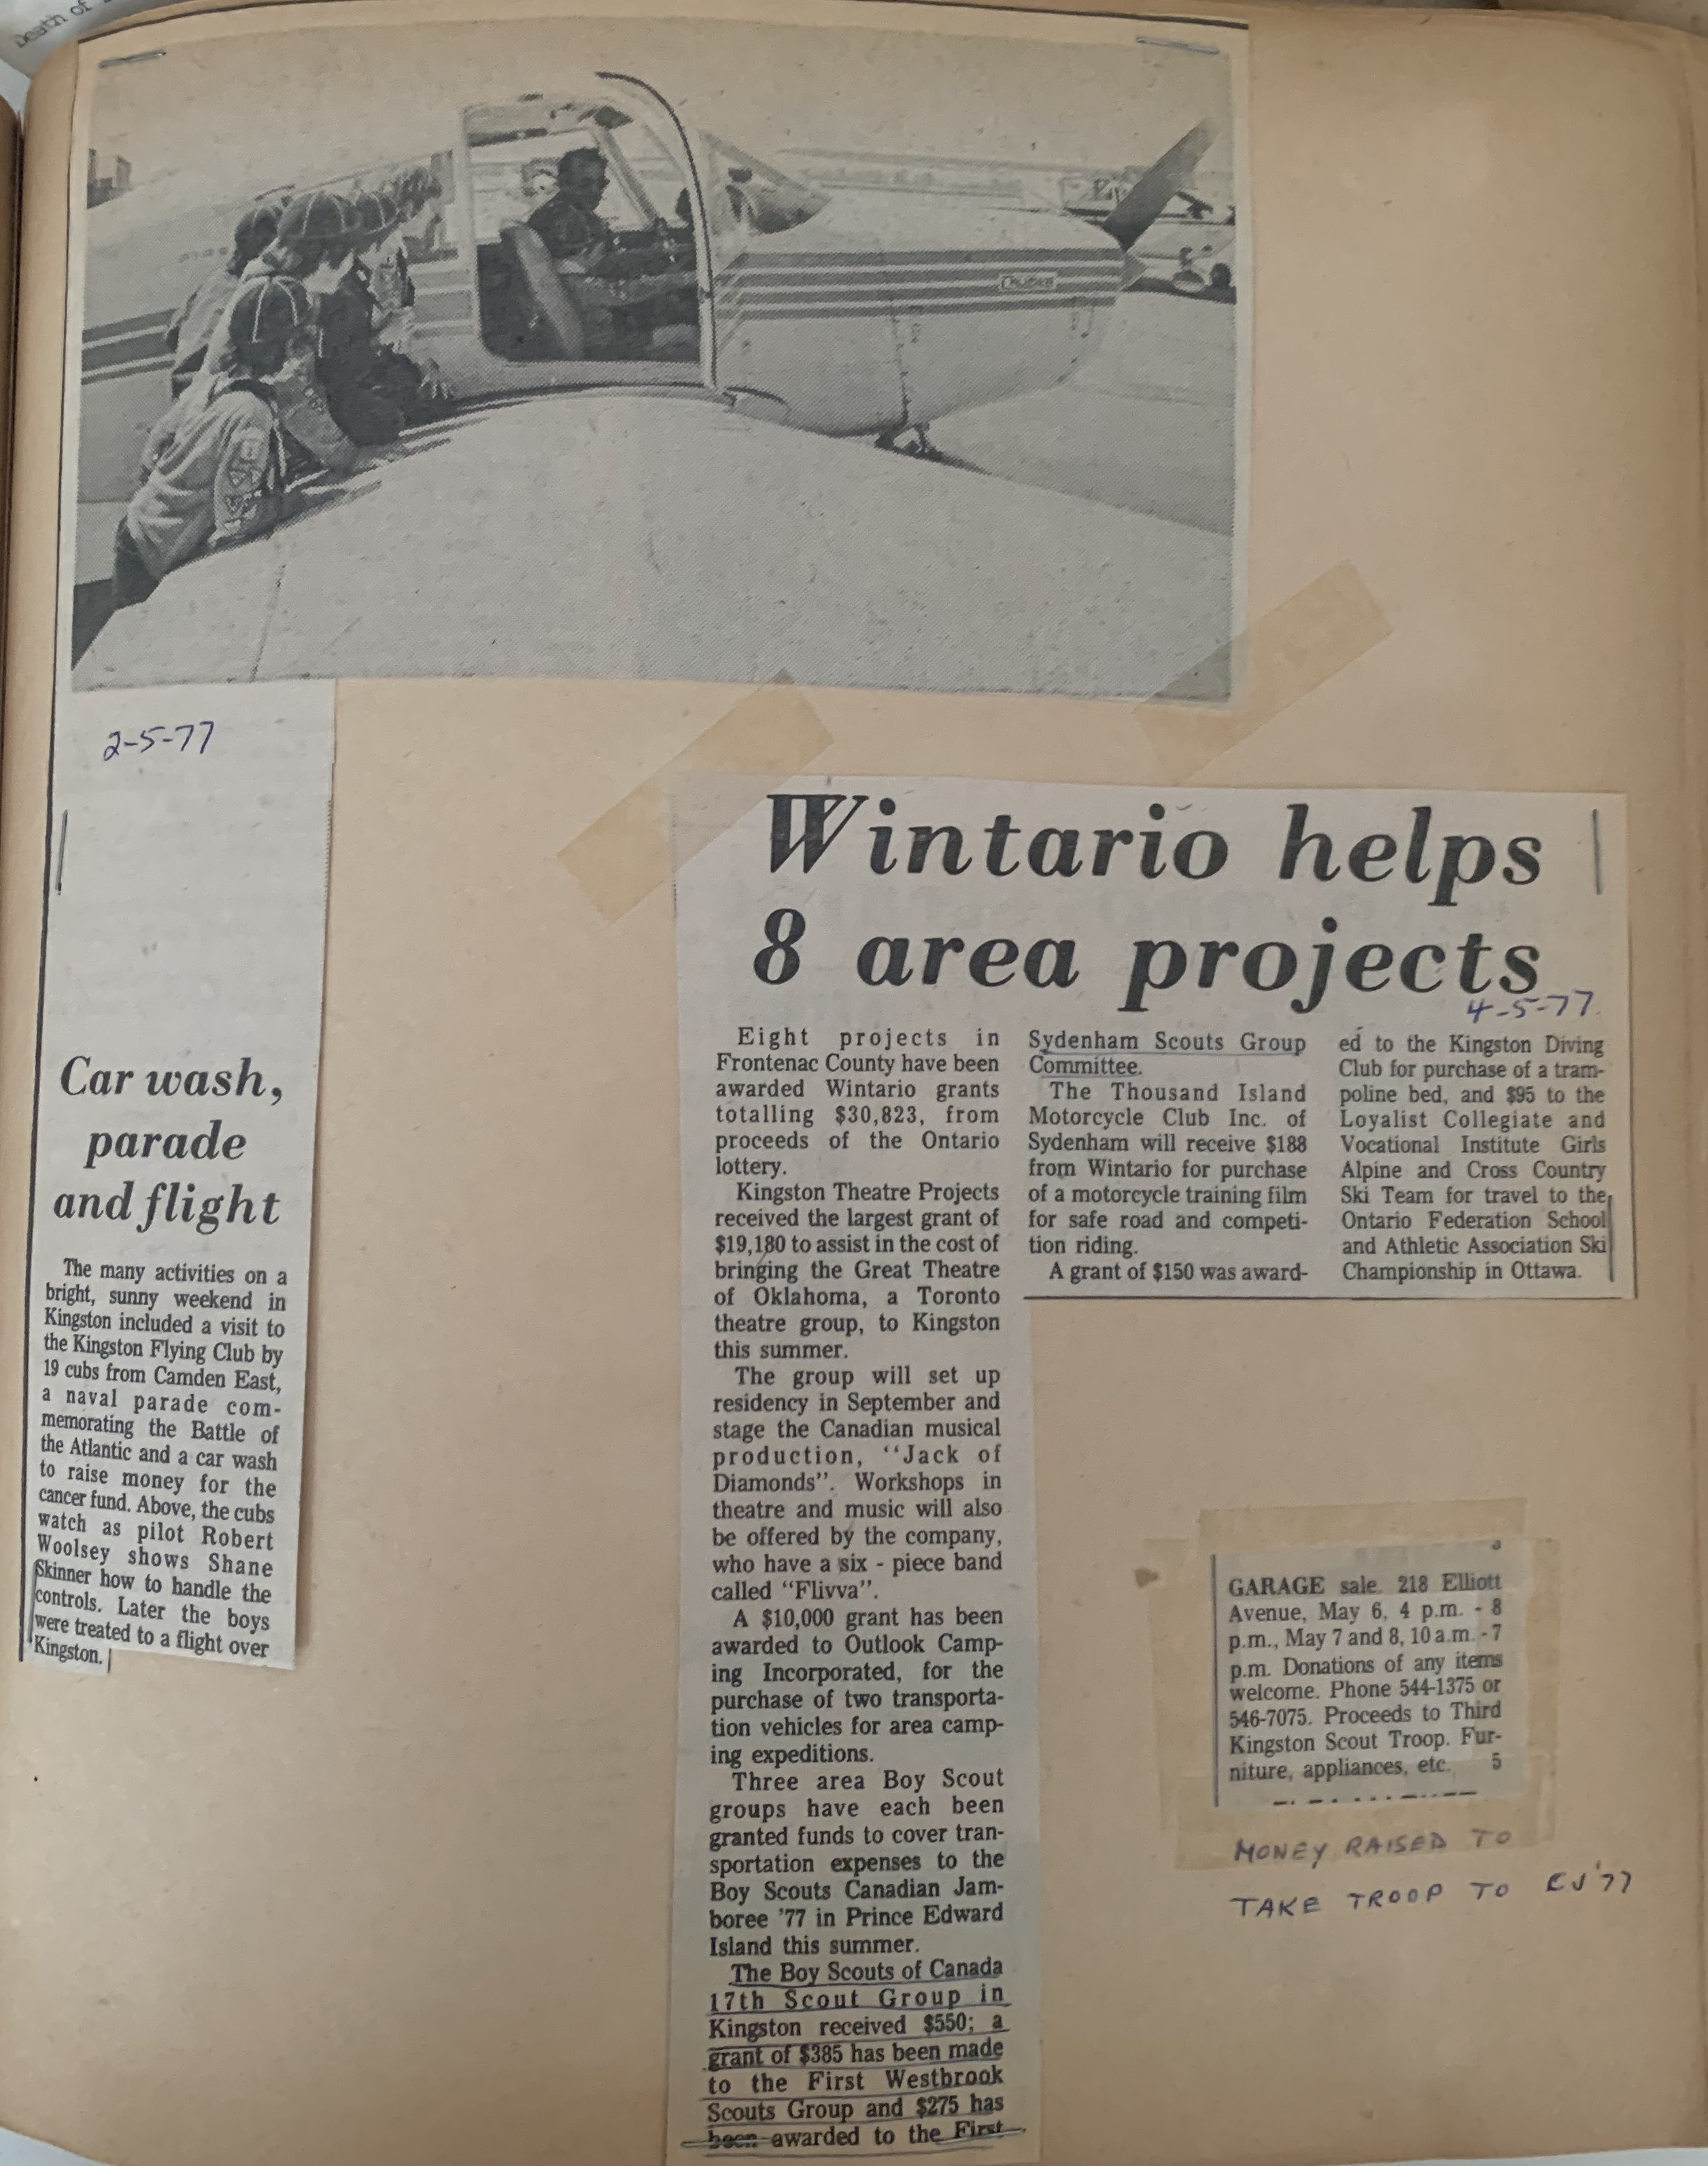 Death of
2-5-77
Car wash,
parade
and flight
The many activities on a
bright, sunny weekend in
Kingston included a visit to
the Kingston Flying Club by
19 cubs from Camden East,
a naval parade com-
memorating the Battle of
the Atlantic and a car wash
to raise money for the
cancer fund. Above, the cubs
watch as pilot Robert
Woolsey shows Shane
Skinner how to handle the
controls. Later the boys
were treated to a flight over
Kingston.
Wintario helps
8 area projects
4-5-77
Eight projects in
Frontenac County have been
awarded Wintario grants
totalling $30,823, from
proceeds of the Ontario
lottery.
Kingston Theatre Projects
received the largest grant of
$19,180 to assist in the cost of
bringing the Great Theatre
of Oklahoma, a Toronto
theatre group, to Kingston
this summer.
The group will set up
residency in September and
stage the Canadian musical
production, ‘‘Jack of
Diamonds’’. Workshops in
theatre and music will also
be offered by the company,
who have a six - piece band
called “Flivva”.
A $10,000 grant has been
awarded to Outlook Camp-
ing Incorporated, for the
purchase of two transporta-
tion vehicles for area camp-
ing expeditions.
Three area Boy Scout
groups have each been
granted funds to cover tran-
sportation expenses to the
Boy Scouts Canadian Jam-
boree ’77 in Prince Edward
Island this summer.
The Boy Scouts of Canada
17th Scout Group in
Kingston received $550; a
grant of $385 has been made
to the First Westbrook
Scouts Group and $275 has
been awarded to the First
Sydenham Scouts Group
Committee.
The Thousand Island
Motorcycle Club Inc. of
Sydenham will receive $188
from Wintario for purchase
of a motorcycle training film
for safe road and competi-
tion riding.
A grant of $150 was award-
ed to the Kingston Diving
Club for purchase of a tram-
poline bed, and $95 to the
Loyalist Collegiate and
Vocational Institute Girls
Alpine and Cross Country
Ski Team for travel to the
Ontario Federation School
and Athletic Association Ski
Championship in Ottawa.
GARAGE sale. 218 Elliott
Avenue, May 6, 4 p.m. - 8
p.m., May 7 and 8, 10 a.m. - 7
p.m. Donations of any items
welcome. Phone 544-1375 or
546-7075. Proceeds to Third
Kingston Scout Troop. Fur-
niture, appliances, etc. 5
MONEY RAISED TO
TAKE TROOP TO CJ'77